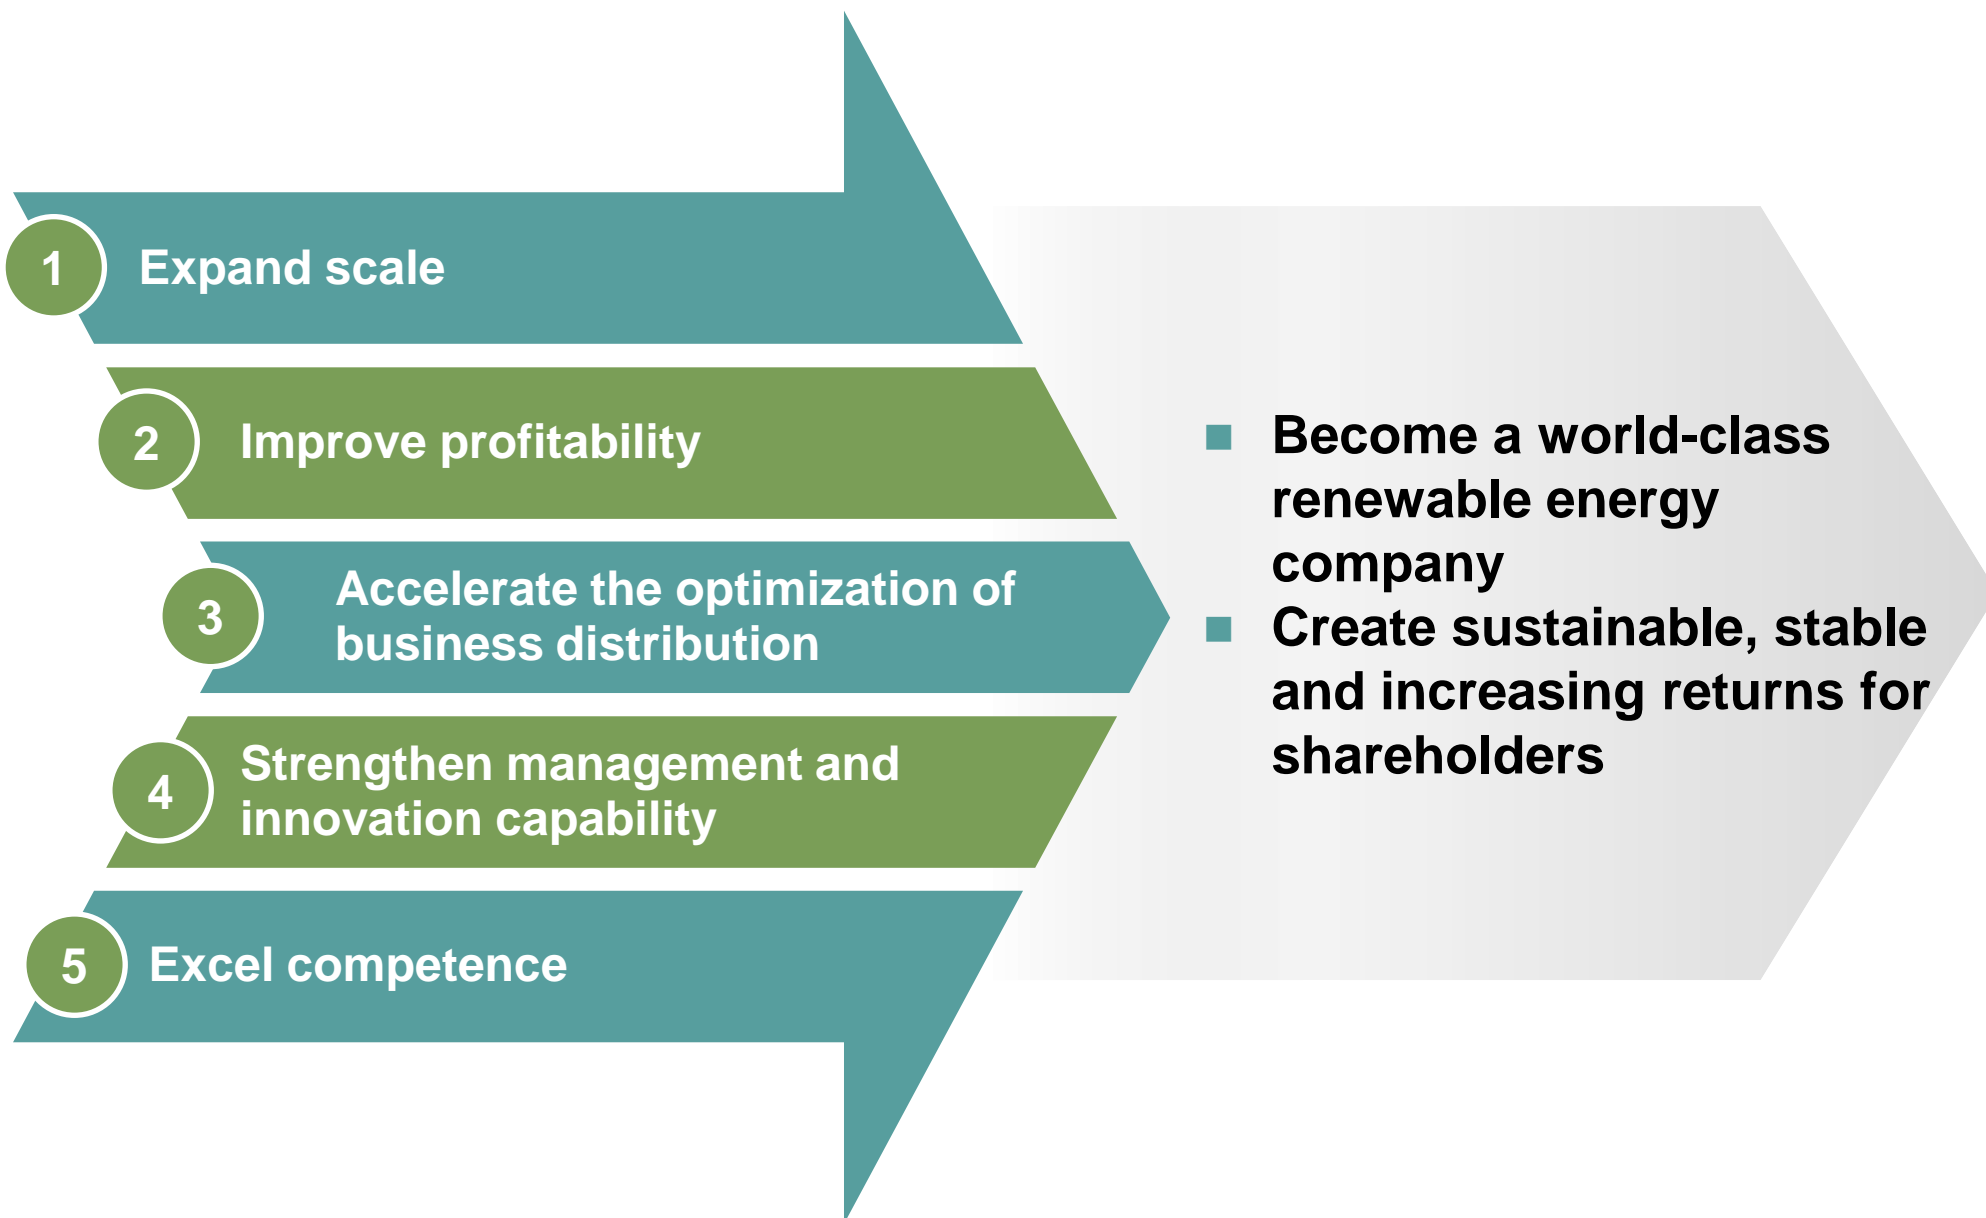 1
Expand scale
2
Improve profitability
3
Accelerate the optimization of
business distribution
4
Strengthen management and
innovation capability
5
Excel competence
Become a world-class
renewable energy
company
Create sustainable, stable
and increasing returns for
shareholders